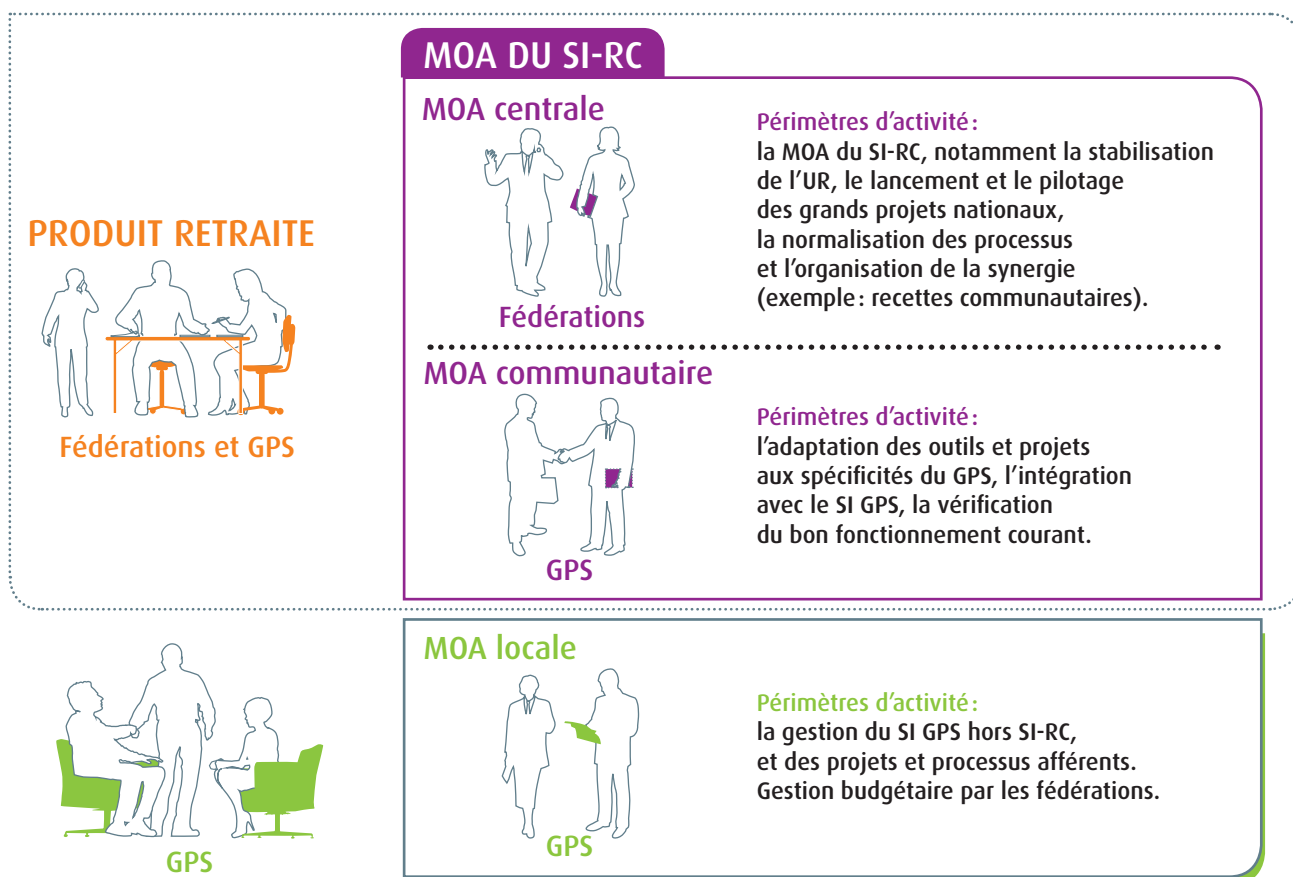 PRODUIT RETRAITE
Fédérations et GPS
MOA DU SI-RC
MOA centrale
Fédérations
Périmètres d’activité :
la MOA du SI-RC, notamment la stabilisation
de l’UR, le lancement et le pilotage
des grands projets nationaux,
la normalisation des processus
et l’organisation de la synergie
(exemple : recettes communautaires).
MOA communautaire
GPS
Périmètres d’activité :
l’adaptation des outils et projets
aux spécificités du GPS, l’intégration
avec le SI GPS, la vérification
du bon fonctionnement courant.
GPS
MOA locale
GPS
Périmètres d’activité :
la gestion du SI GPS hors SI-RC,
et des projets et processus afférents.
Gestion budgétaire par les fédérations.